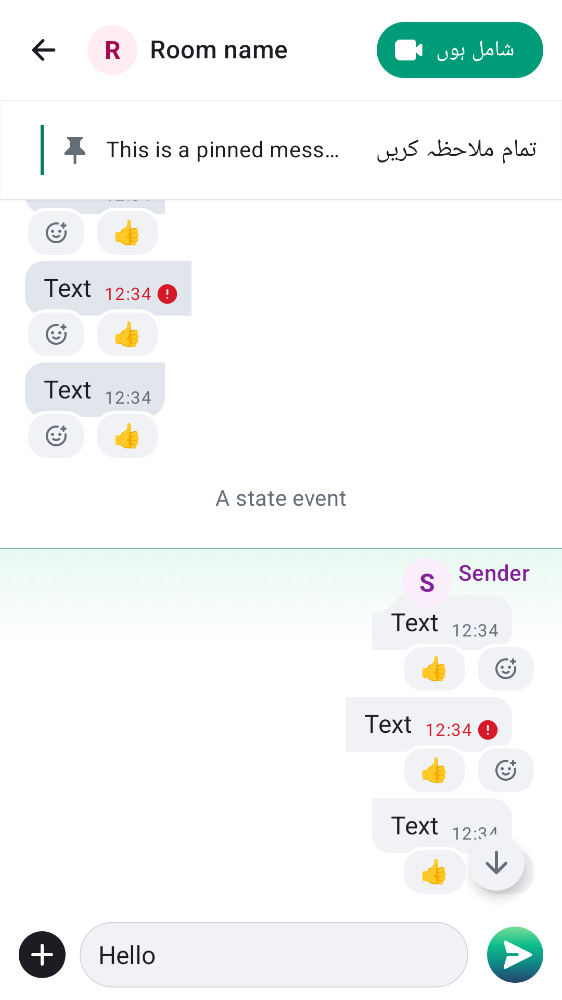 R
Room name
شامل ہوں
This is a pinned mess...
تمام ملاحظہ کریں
Text 12:34
Text 12:34
A state event
S
Sender
Text 12:34
Text 12:34
Text 12:34
Hello